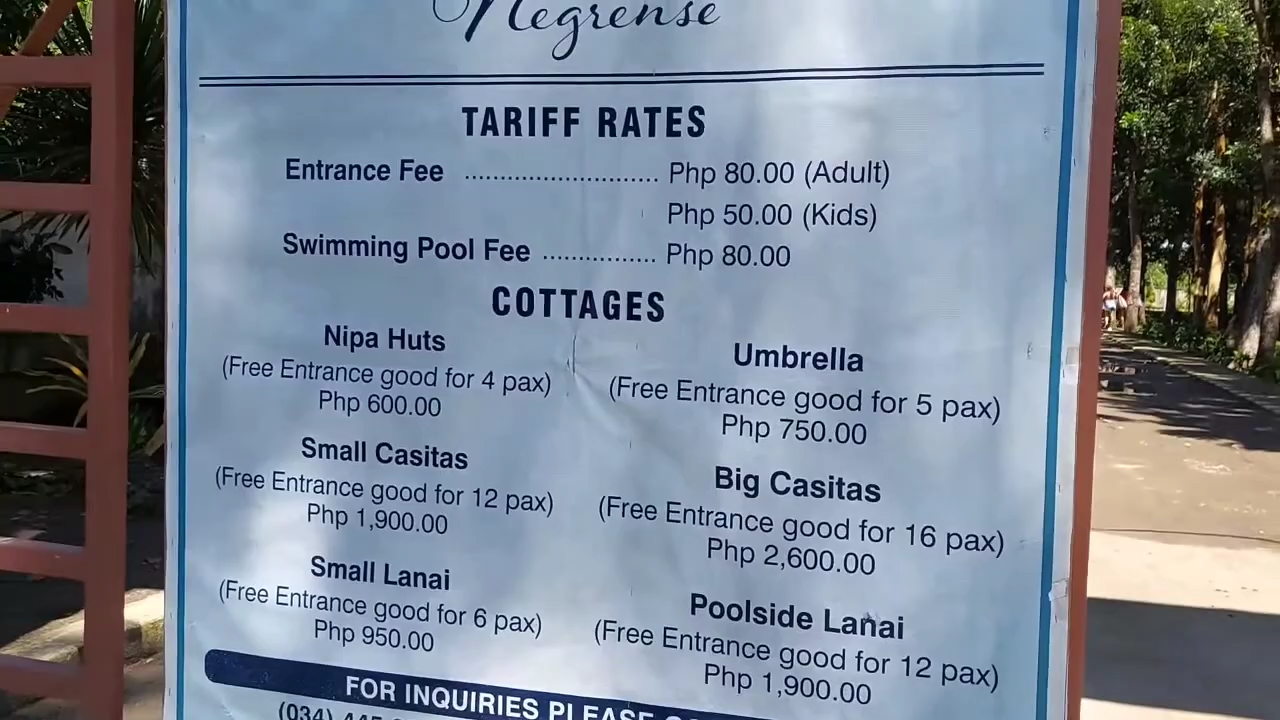 Negrense
TARIFF RATES
Entrance Fee .......................... Php 80.00 (Adult)
Php 50.00 (Kids)
Swimming Pool Fee ................ Php 80.00
COTTAGES
Nipa Huts
(Free Entrance good for 4 pax)
Php 600.00
Umbrella
(Free Entrance good for 5 pax)
Php 750.00
Small Casitas
(Free Entrance good for 12 pax)
Php 1,900.00
Big Casitas
(Free Entrance good for 16 pax)
Php 2,600.00
Small Lanai
(Free Entrance good for 6 pax)
Php 950.00
Poolside Lanai
(Free Entrance good for 12 pax)
Php 1,900.00
FOR INQUIRIES PLEASE
(034)